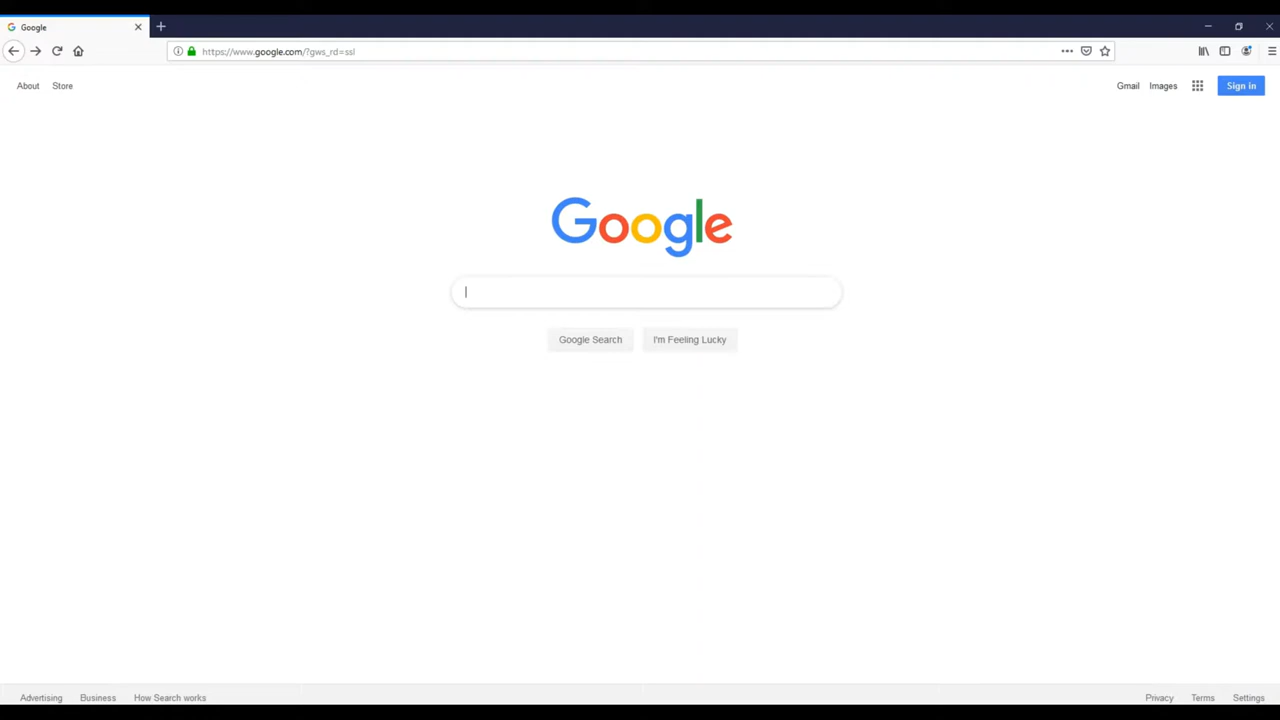 Google
https://www.google.com/?gws_rd=ssl
About Store
Gmail Images Sign in
Google
Google Search I'm Feeling Lucky
Advertising Business How Search works
Privacy Terms Settings